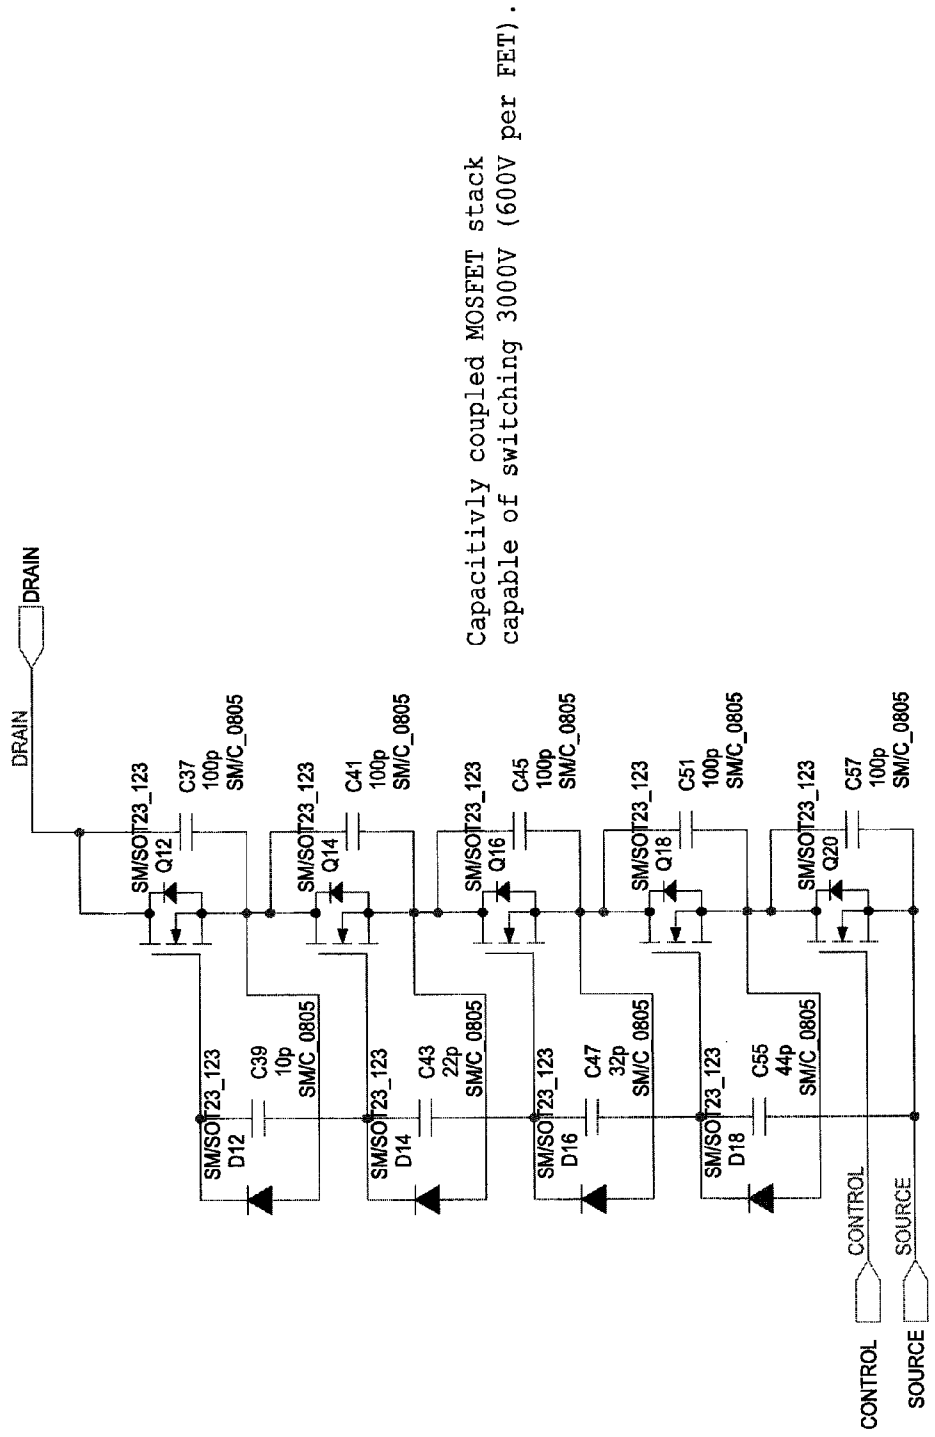 DRAIN
DRAIN
SM/SOT23_123
Q12
C37
100p
SM/C_0805
SM/SOT23_123
D12
C39
10p
SM/C_0805
SM/SOT23_123
Q14
C41
100p
SM/C_0805
SM/SOT23_123
D14
C43
22p
SM/C_0805
SM/SOT23_123
Q16
C45
100p
SM/C_0805
SM/SOT23_123
D16
C47
32p
SM/C_0805
SM/SOT23_123
Q18
C51
100p
SM/C_0805
SM/SOT23_123
D18
C55
44p
SM/C_0805
SM/SOT23_123
Q20
C57
100p
SM/C_0805
CONTROL
CONTROL
SOURCE
SOURCE
Capacitivly coupled MOSFET stack
capable of switching 3000V (600V per FET).